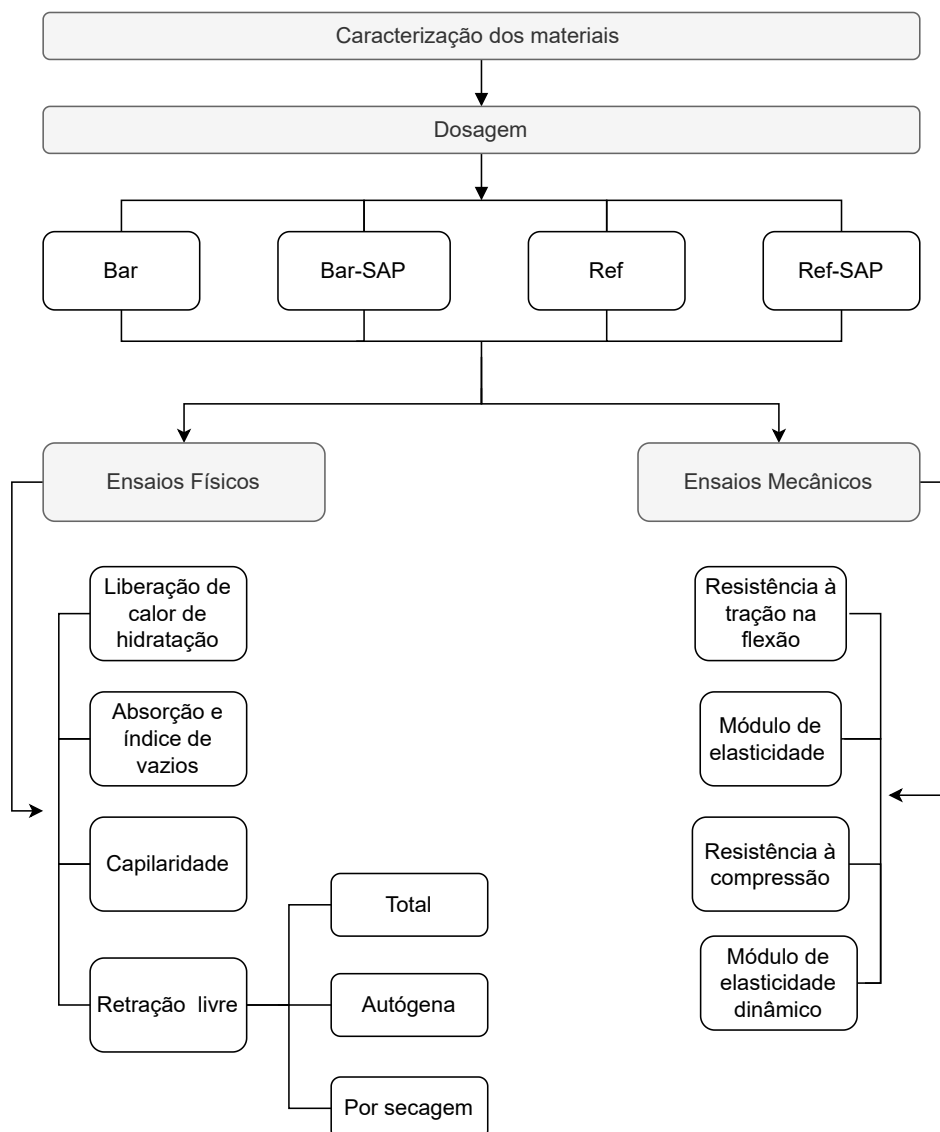 Caracterização dos materiais
Dosagem
Bar
Bar-SAP
Ref
Ref-SAP
Ensaios Físicos
Ensaios Mecânicos
Liberação de
calor de
hidratação
Absorção e
índice de
vazios
Capilaridade
Retração livre
Total
Autógena
Por secagem
Resistência à
tração na
flexão
Módulo de
elasticidade
Resistência à
compressão
Módulo de
elasticidade
dinâmico